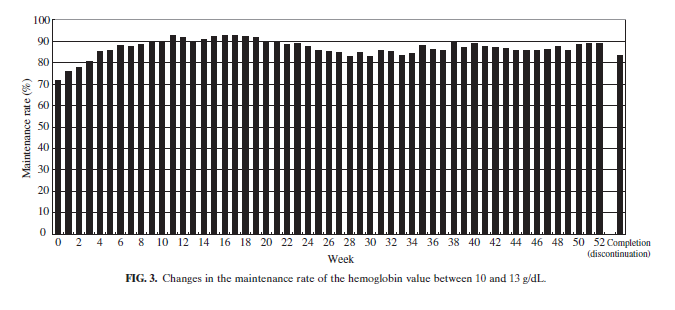 Maintenance rate (%)
100
90
80
70
60
50
40
30
20
10
0
0 2 4 6 8 10 12 14 16 18 20 22 24 26 28 30 32 34 36 38 40 42 44 46 48 50 52 Completion
(discontinuation)
Week
FIG. 3. Changes in the maintenance rate of the hemoglobin value between 10 and 13 g/dL.